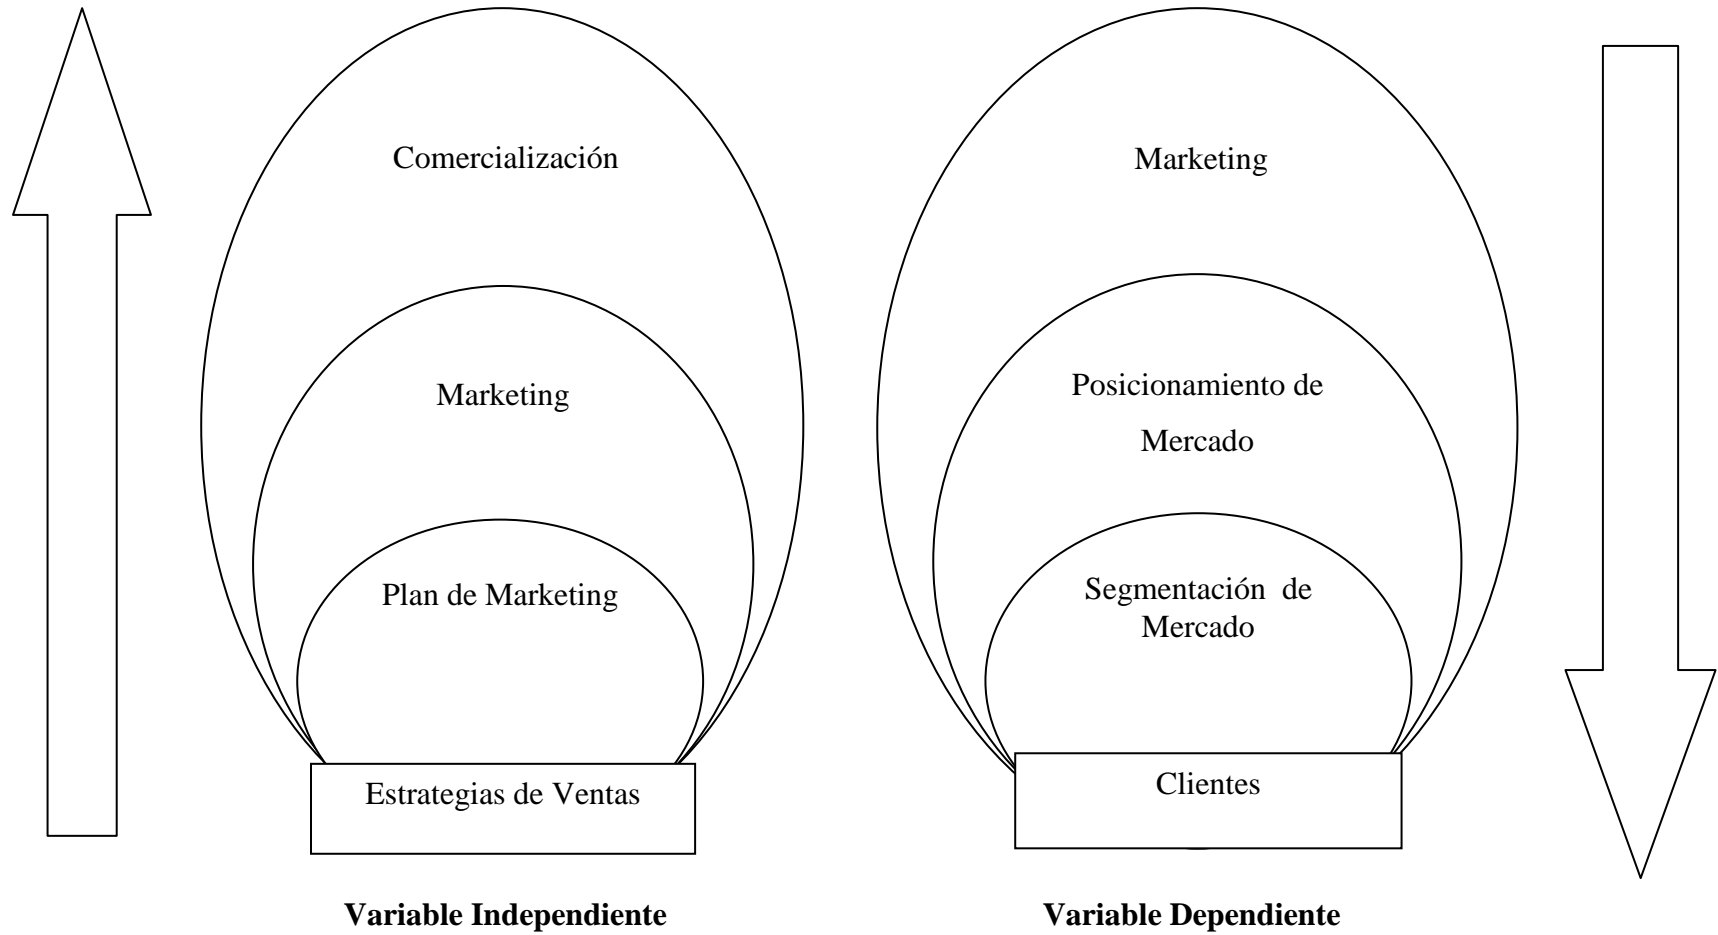 Comercialización
Marketing
Plan de Marketing
Estrategias de Ventas
Variable Independiente
Marketing
Posicionamiento de
Mercado
Segmentación  de
Mercado
Clientes
Variable Dependiente